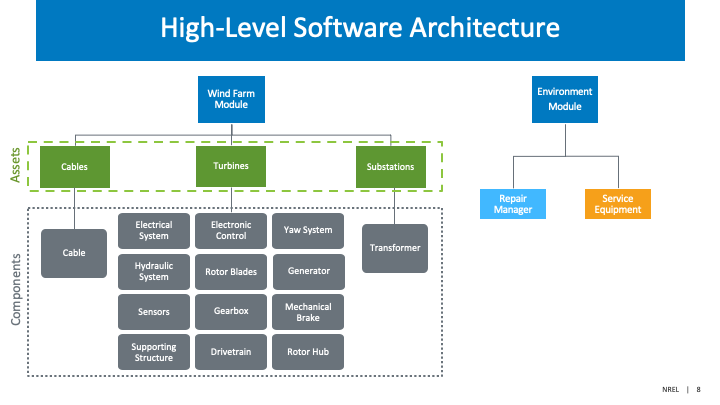 High-Level Software Architecture
Wind Farm
Module
Environment
Module
Assets
Cables
Turbines
Substations
Repair
Manager
Service
Equipment
Components
Cable
Electrical
System
Electronic
Control
Yaw System
Transformer
Hydraulic
System
Rotor Blades
Generator
Sensors
Gearbox
Mechanical
Brake
Supporting
Structure
Drivetrain
Rotor Hub
NREL | 8